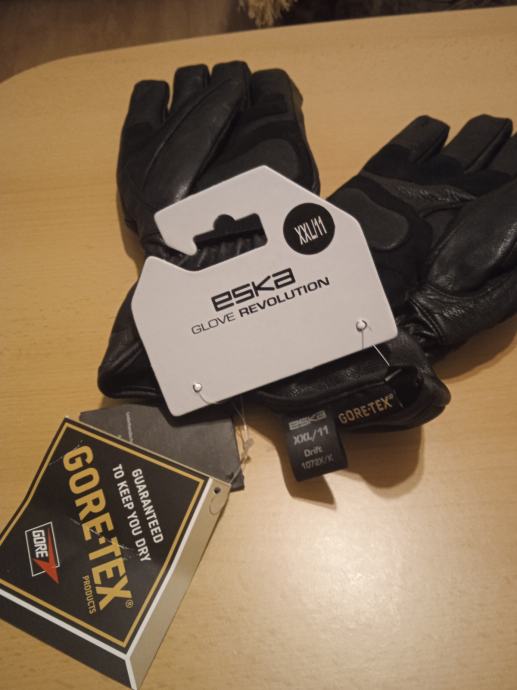 XXL/11
eska
GLOVE REVOLUTION
eska
XXL/11
Drift
1072X/K
GORE-TEX®
GUARANTEED
TO KEEP YOU DRY
GORE-TEX®
PRODUCTS
GORE